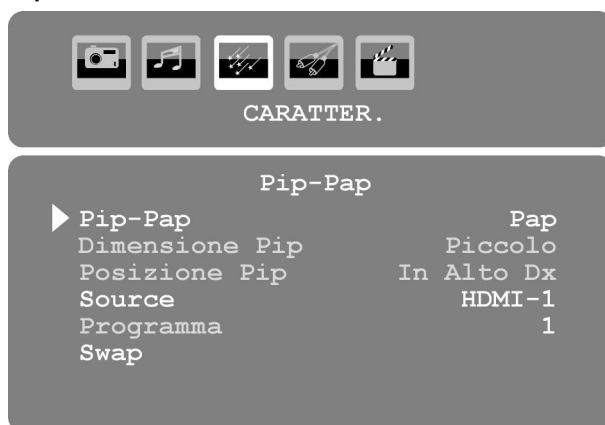 CARATTER.
Pip-Pap
Pip-Pap Pap
Dimensione Pip Piccolo
Posizione Pip In Alto Dx
Source HDMI-1
Programma 1
Swap